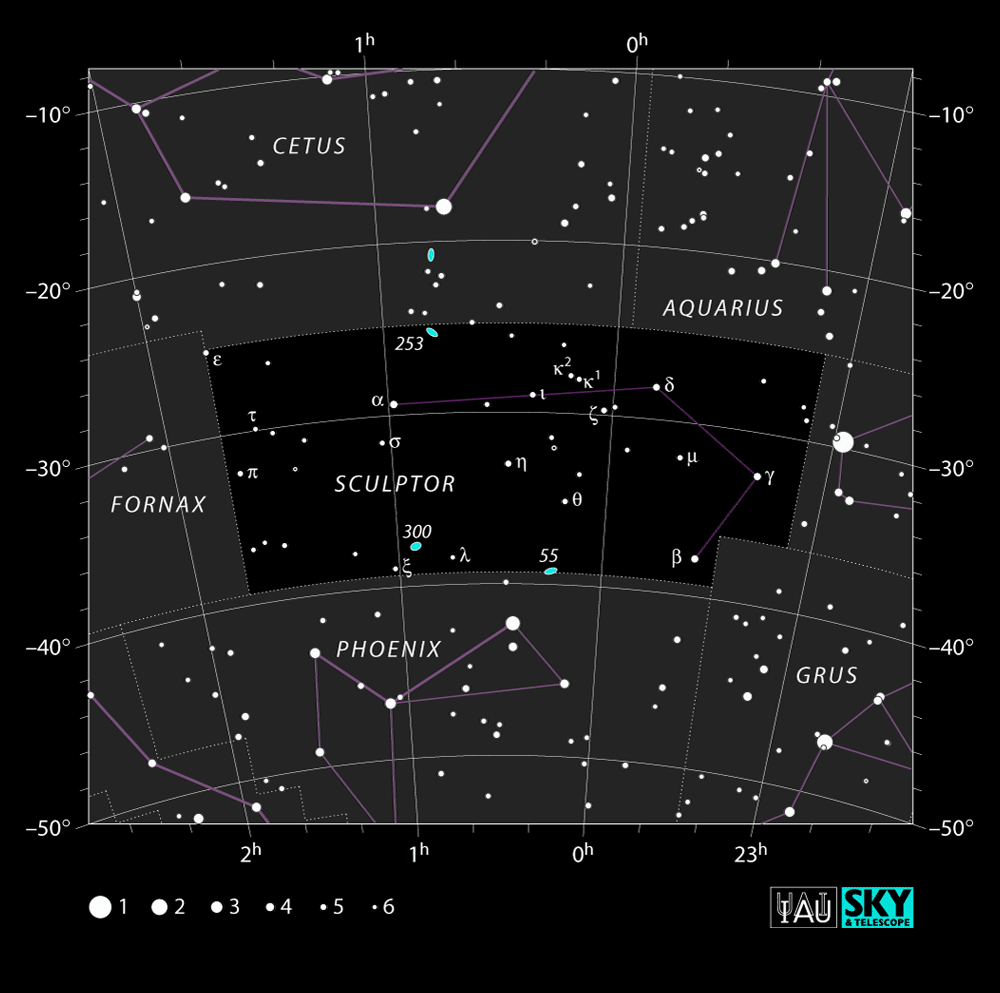 1h 0h
–10° –10°
CETUS
–20° –20°
AQUARIUS
253
ε
κ2 κ1
δ
α ι
ζ
τ
σ
μ
η
–30° –30°
π
γ
SCULPTOR
θ
FORNAX
300
55
λ
β
ξ
–40° –40°
PHOENIX
GRUS
–50° –50°
2h 1h 0h 23h
1 2 3 4 5 6
IAU
SKY
& TELESCOPE